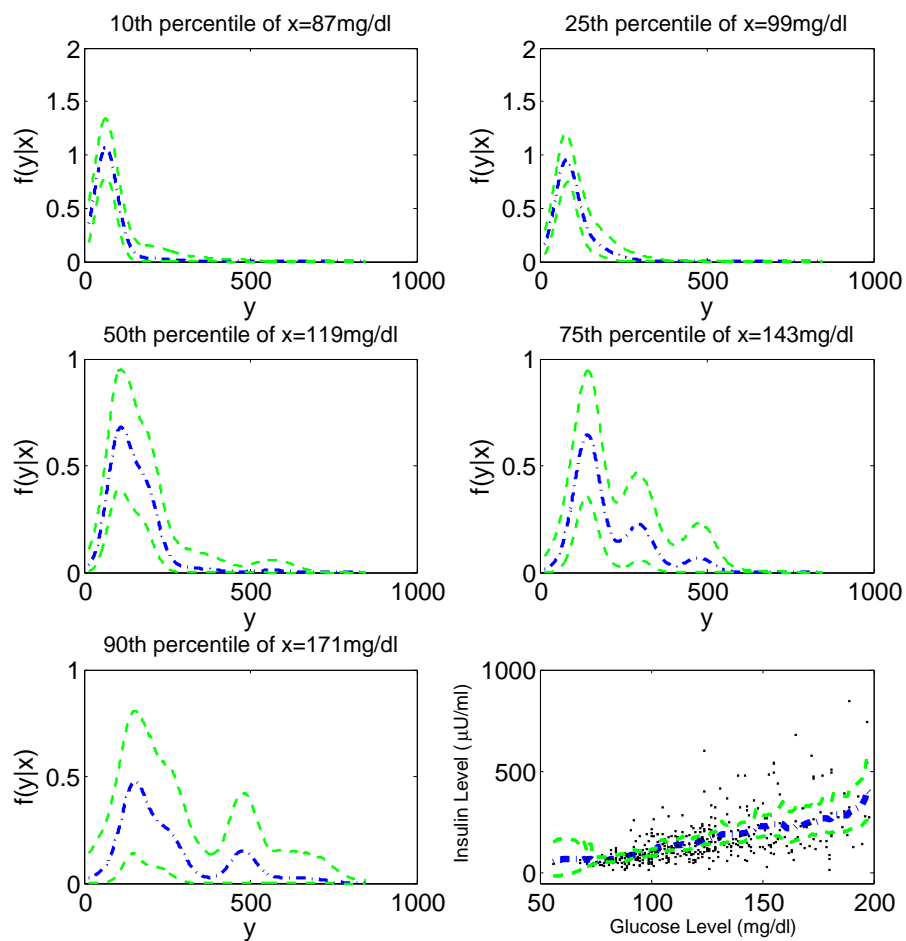 10th percentile of x=87mg/dl
2
1.5
1
0.5
0
f(y|x)
0
500
1000
y
25th percentile of x=99mg/dl
2
1.5
1
0.5
0
f(y|x)
0
500
1000
y
50th percentile of x=119mg/dl
1
0.5
0
f(y|x)
0
500
1000
y
75th percentile of x=143mg/dl
1
0.5
0
f(y|x)
0
500
1000
y
90th percentile of x=171mg/dl
1
0.5
0
f(y|x)
0
500
1000
y
1000
500
0
Insulin Level (μU/ml)
50
100
150
200
Glucose Level (mg/dl)